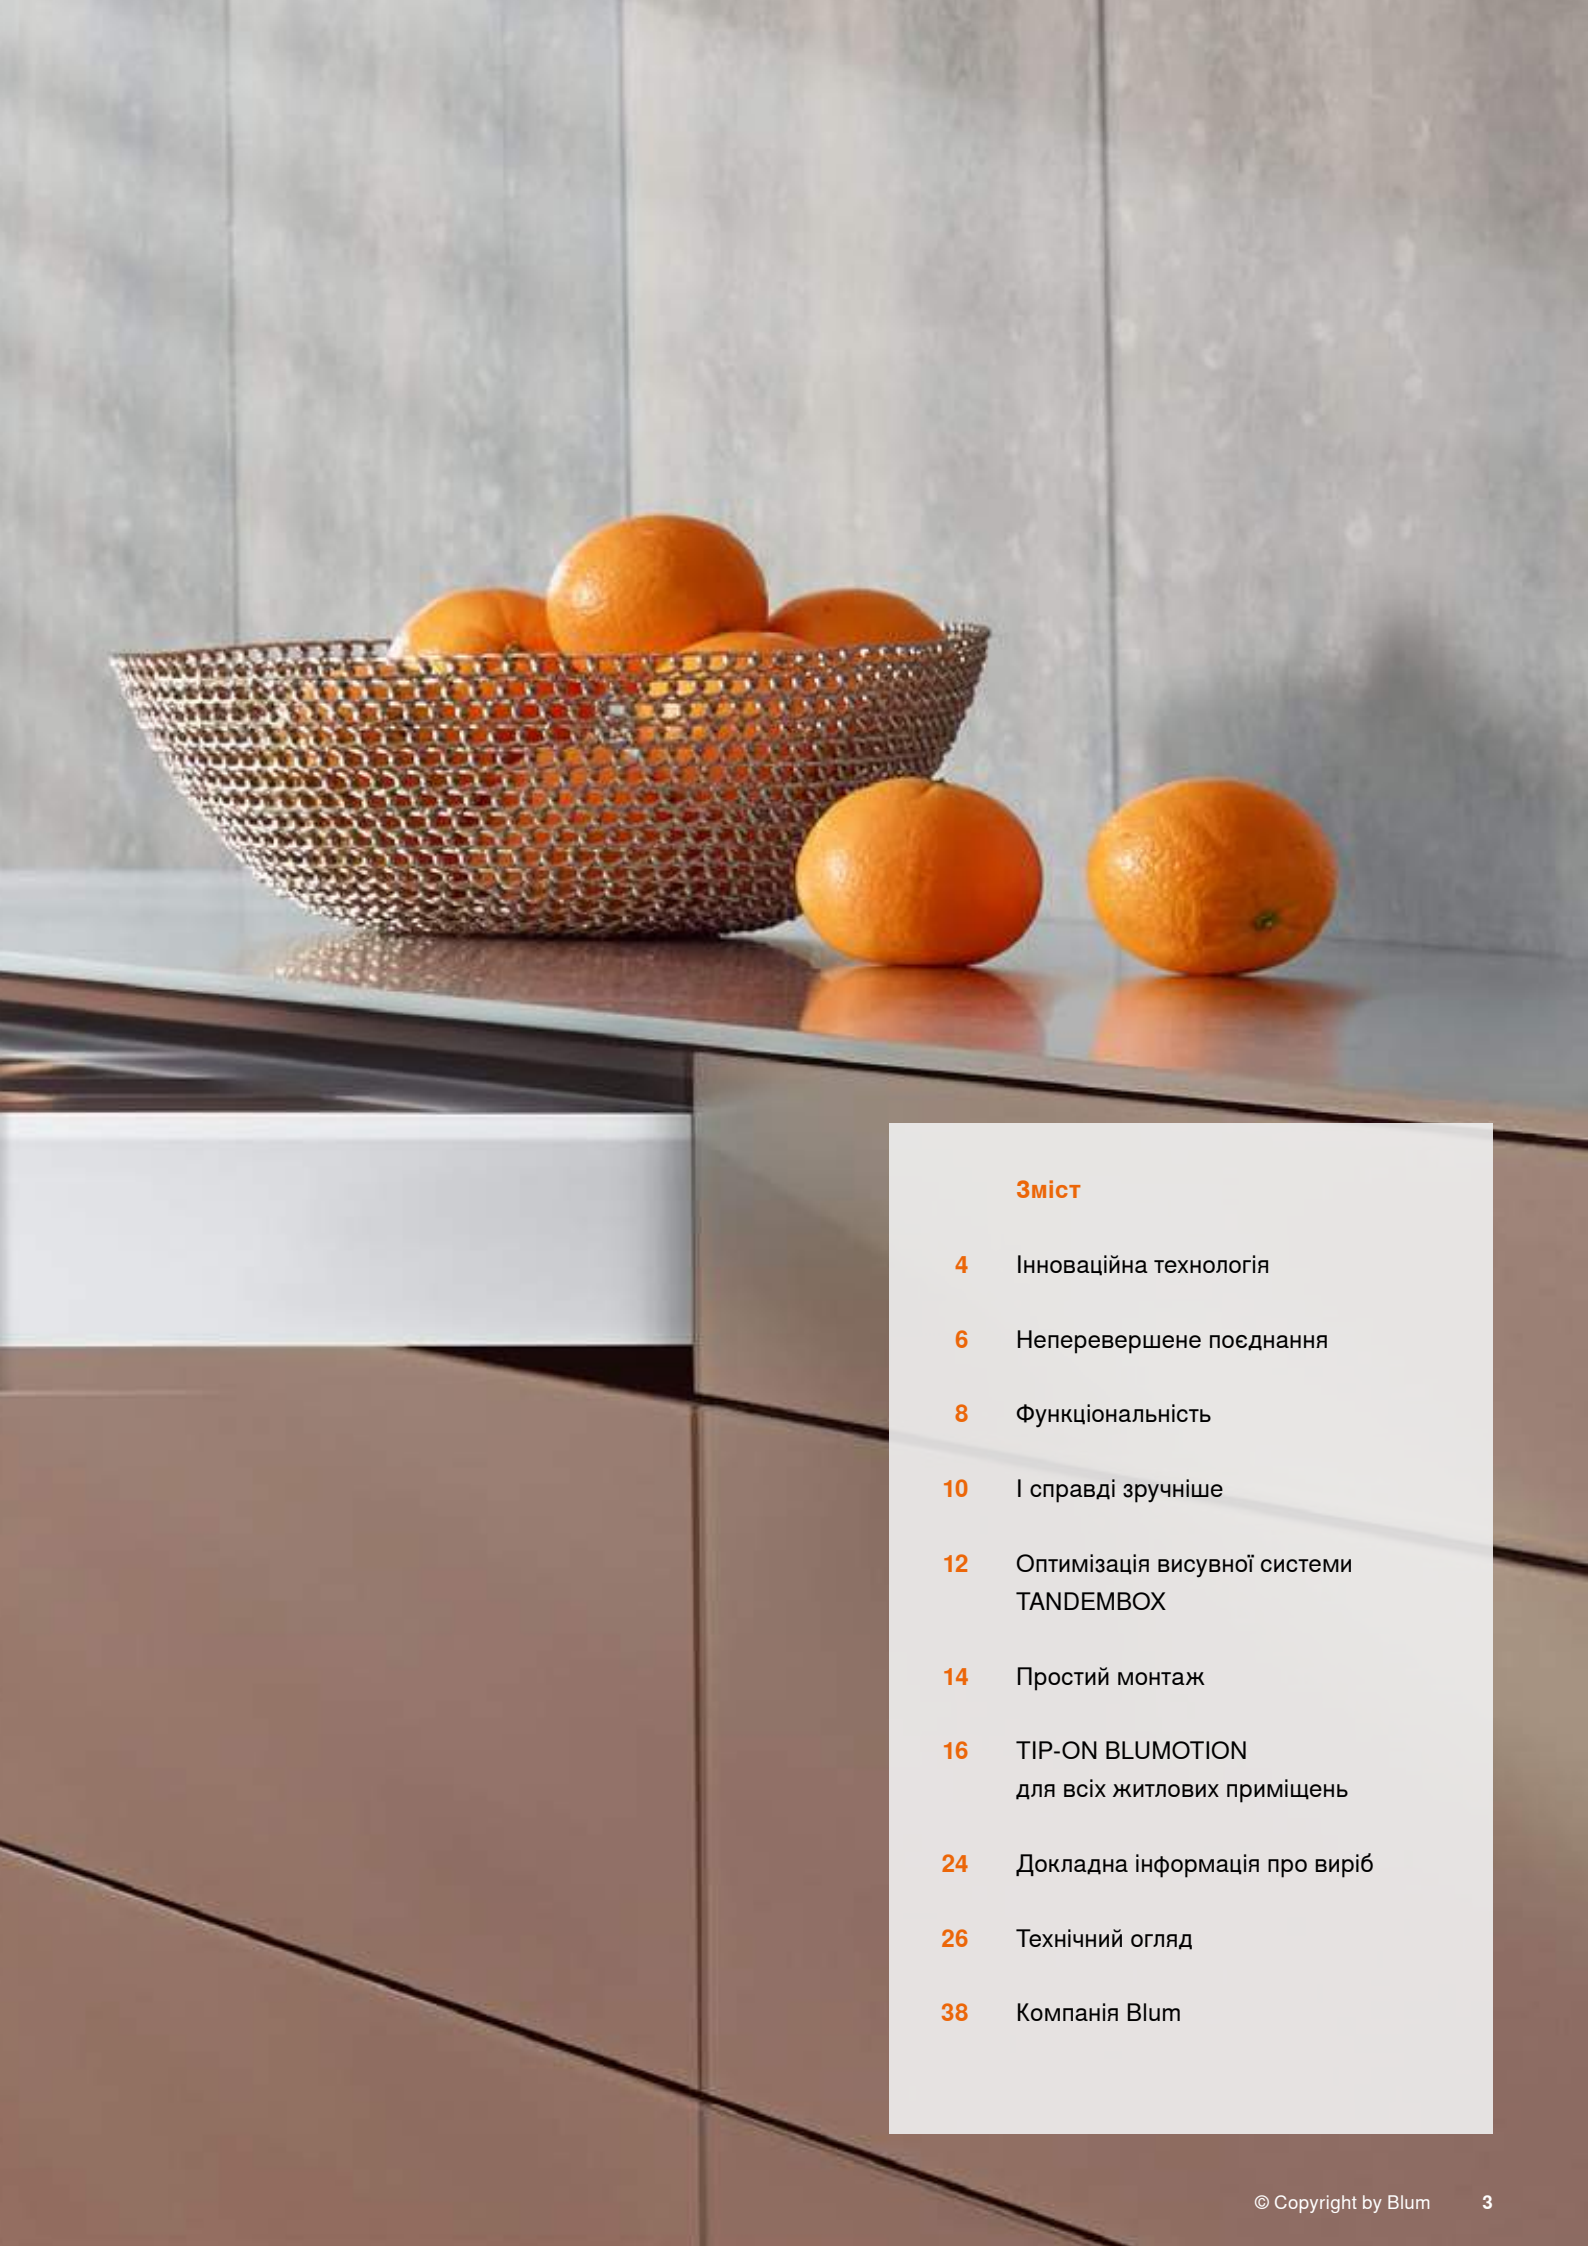 Зміст
4 Інноваційна технологія
6 Неперевершене поєднання
8 Функціональність
10 І справді зручніше
12 Оптимізація висувної системи
TANDEMBOX
14 Простий монтаж
16 TIP-ON BLUMOTION
для всіх житлових приміщень
24 Докладна інформація про виріб
26 Технічний огляд
38 Компанія Blum
© Copyright by Blum 3